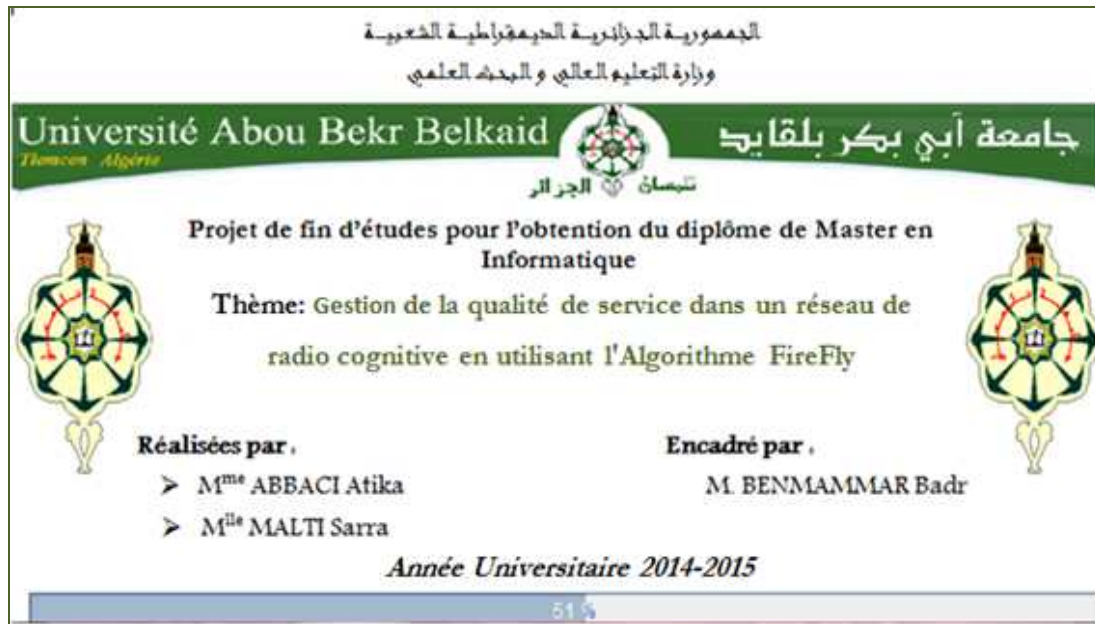 الجمهورية الجزائرية الديمقراطية الشعبية
وزارة التعليم العالي و البحث العلمي
Université Abou Bekr Belkaid
جامعة أبي بكر بلقايد
Tlemcen Algérie
تلمسان الجزائر
Projet de fin d’études pour l’obtention du diplôme de Master en
Informatique
Thème: Gestion de la qualité de service dans un réseau de
radio cognitive en utilisant l'Algorithme FireFly
Réalisées par :
Encadré par :
➢ Mme ABBACI Atika
M. BENMAMMAR Badr
➢ Mlle MALTI Sarra
Année Universitaire 2014-2015
51 %